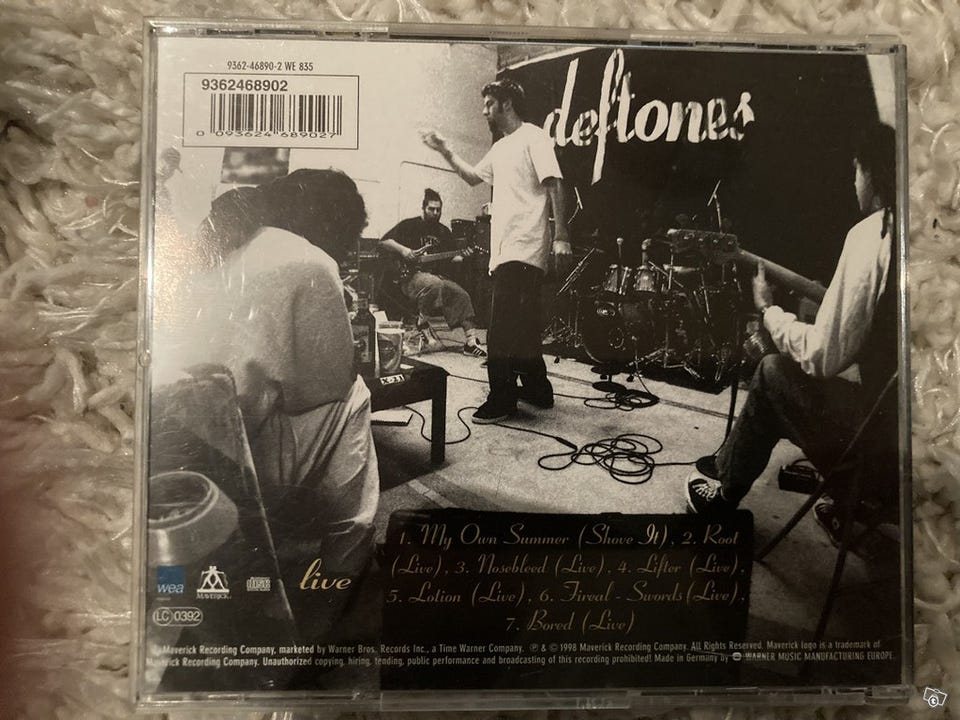 9362-46890-2 WE 835
9362468902
0 093624 689027
deftones
X-21
1. My Own Summer (Shove It), 2. Root
(Live), 3. Nosebleed (Live), 4. Lifter (Live),
5. Lotion (Live), 6. Fireal - Swords (Live),
7. Bored (Live)
live
wea
MAVERICK
COMPACT disc
LC 0392
Maverick Recording Company, marketed by Warner Bros. Records Inc., a Time Warner Company. ℗ & © 1998 Maverick Recording Company. All Rights Reserved. Maverick logo is a trademark of
Maverick Recording Company. Unauthorized copying, hiring, lending, public performance and broadcasting of this recording prohibited! Made in Germany by WARNER MUSIC MANUFACTURING EUROPE.